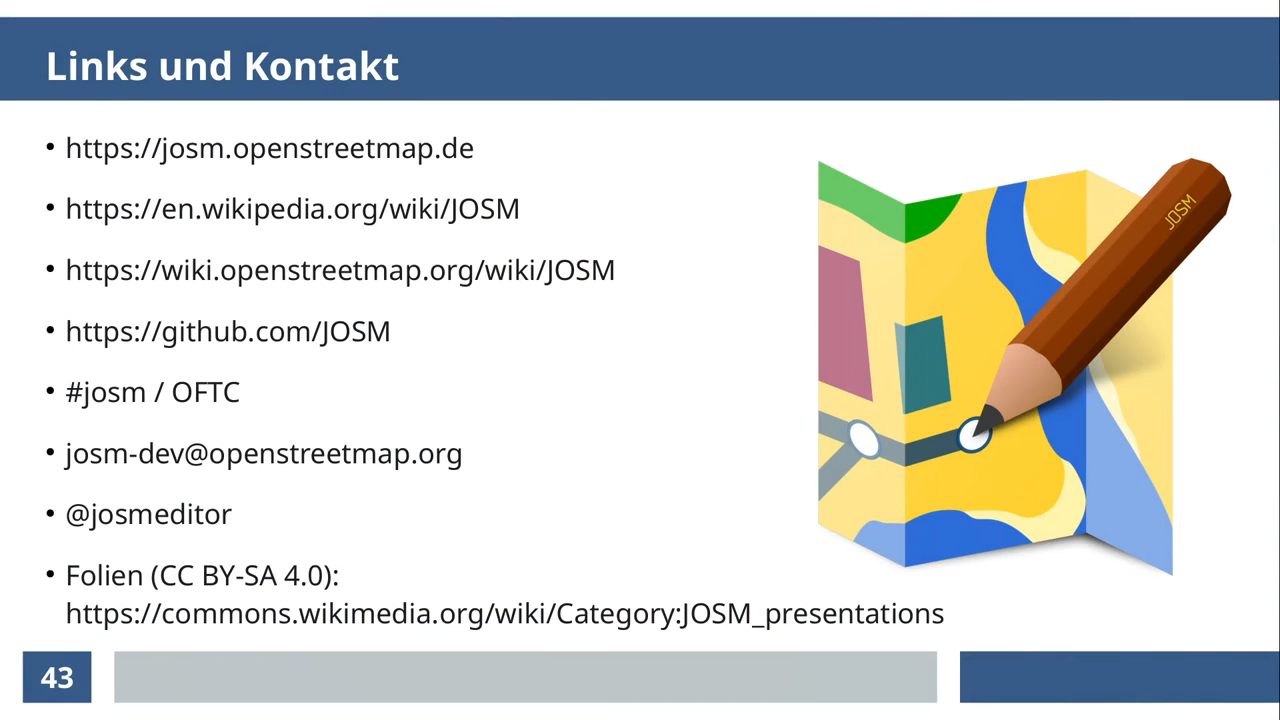 Links und Kontakt
• https://josm.openstreetmap.de
• https://en.wikipedia.org/wiki/JOSM
• https://wiki.openstreetmap.org/wiki/JOSM
• https://github.com/JOSM
• #josm / OFTC
• josm-dev@openstreetmap.org
• @josmeditor
• Folien (CC BY-SA 4.0):
https://commons.wikimedia.org/wiki/Category:JOSM_presentations
JOSM
43